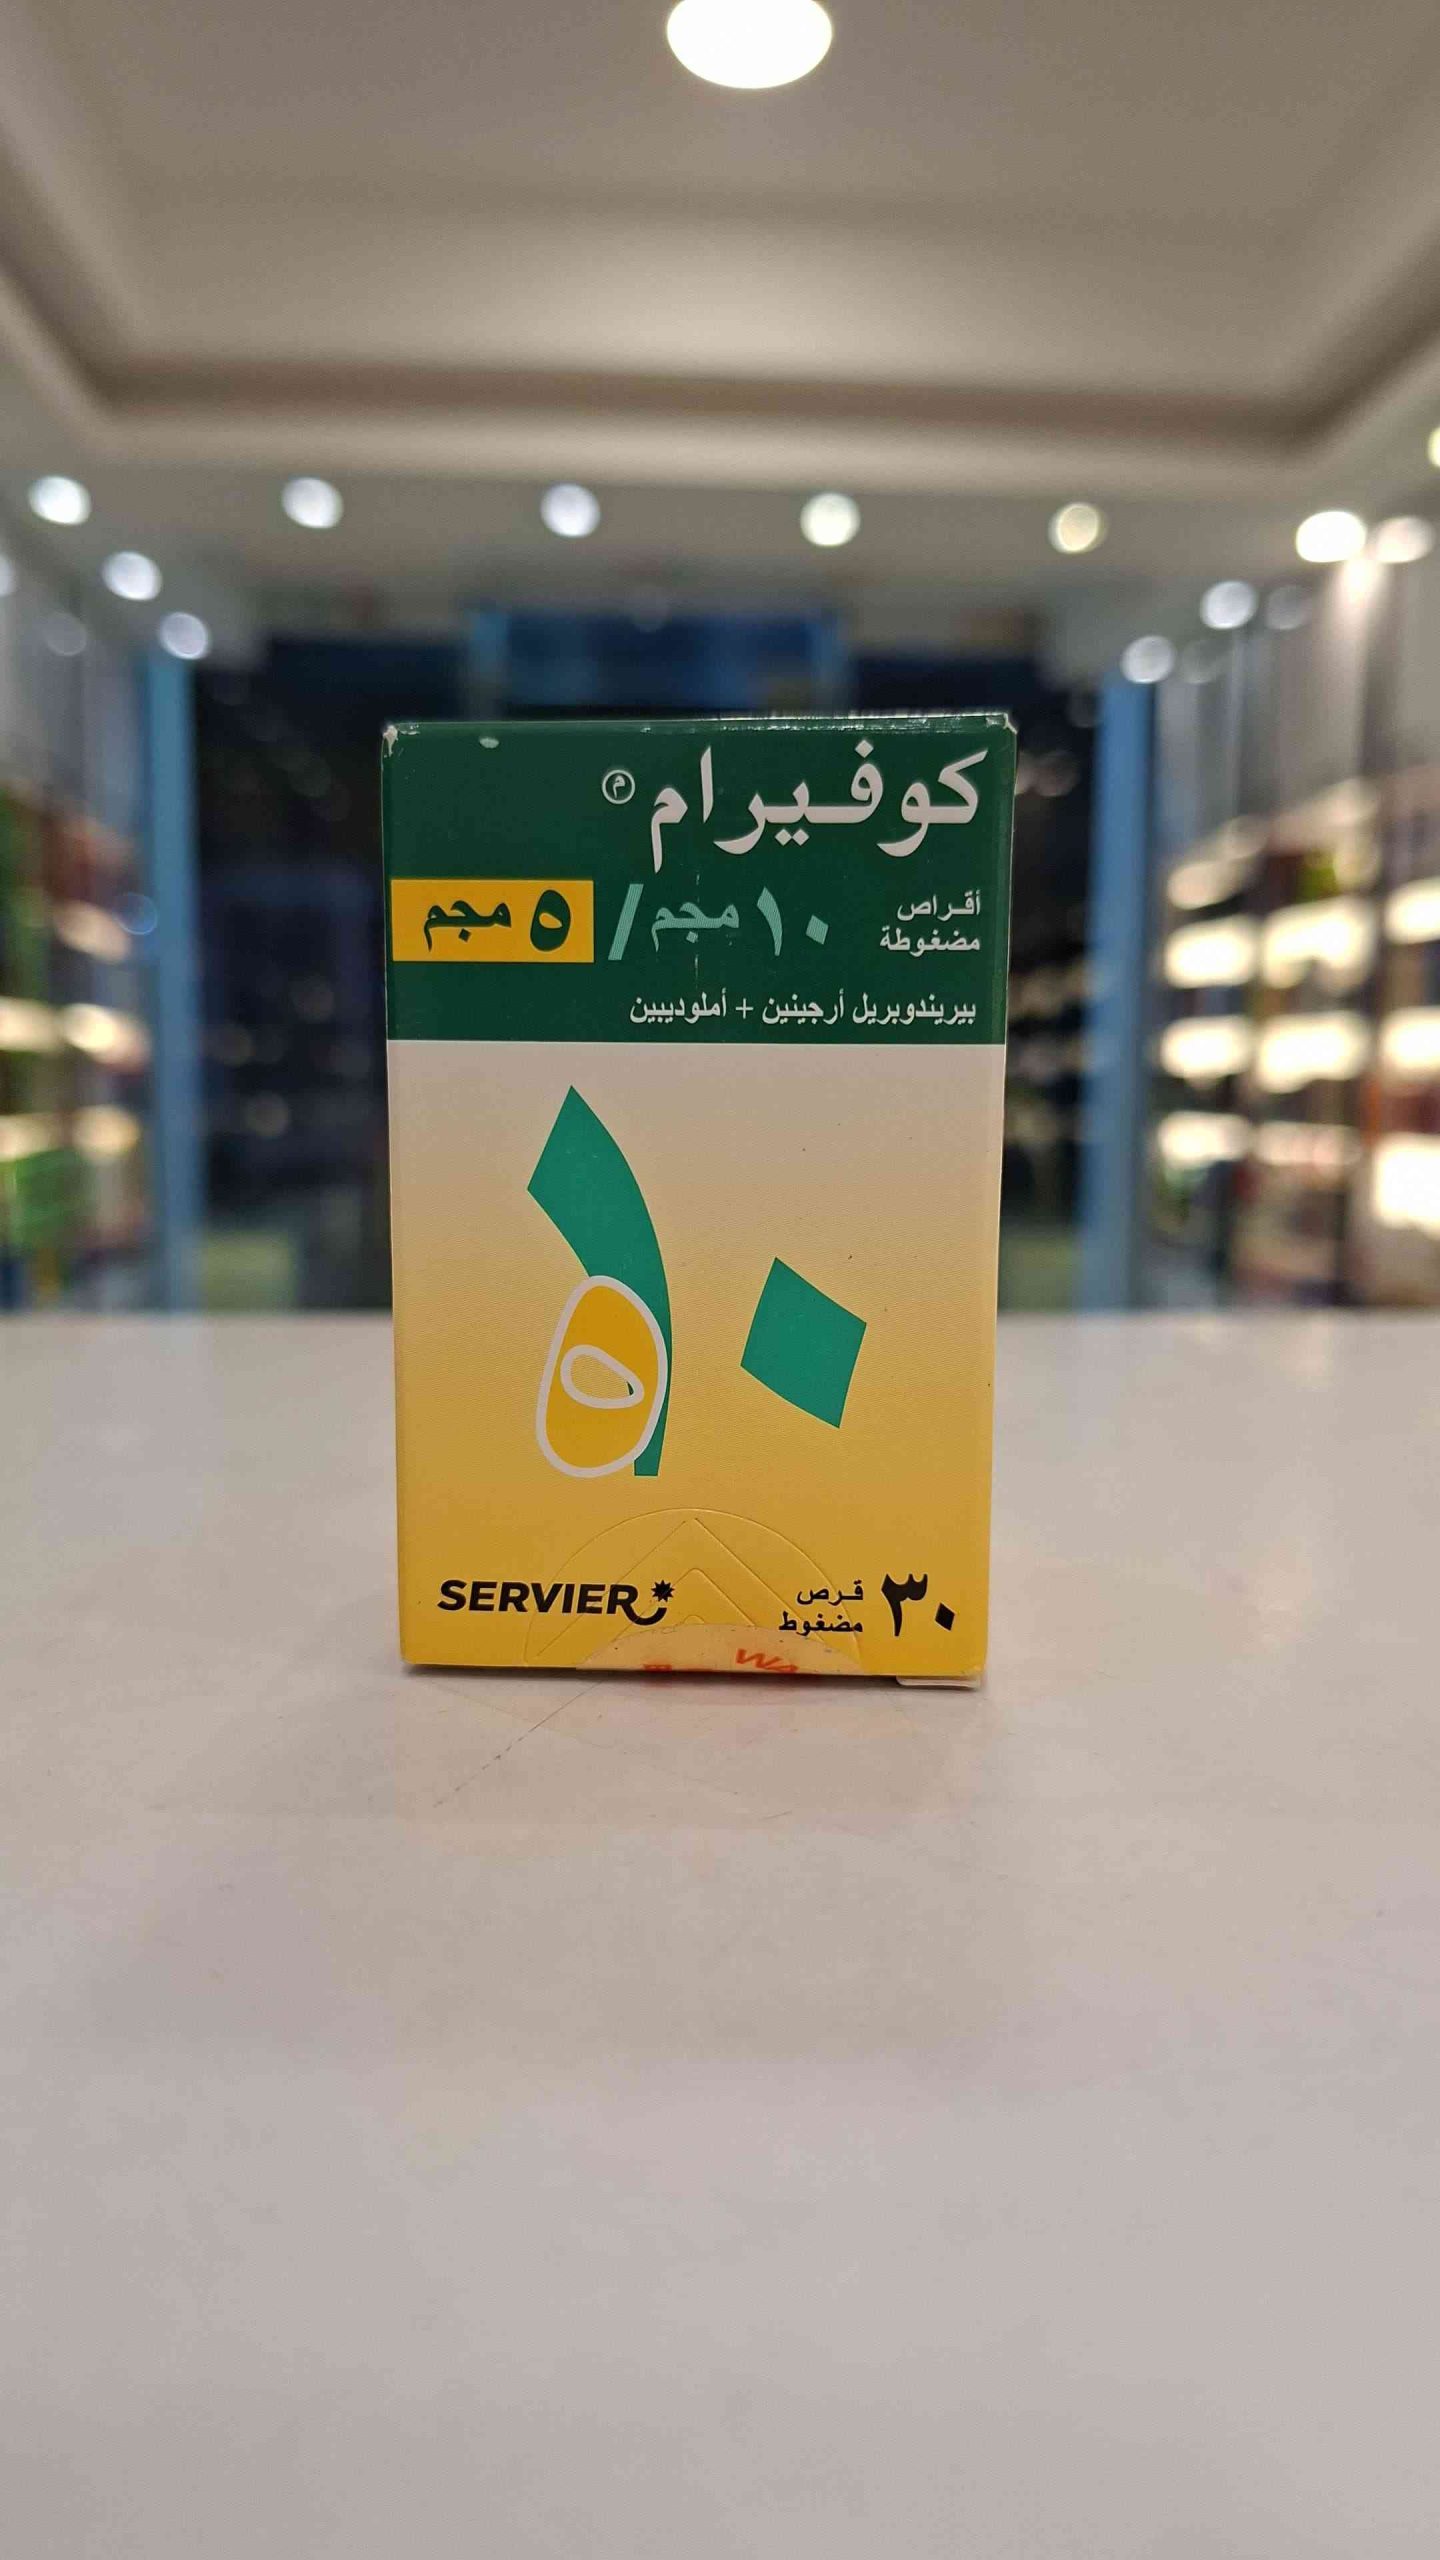 كوفيرام م
أقراص
مضغوطة
١٠ مجم/ ٥ مجم
بيريندوبريل أرجينين + أملوديبين
١٠
٥
٣٠
قرص
مضغوط
SERVIER